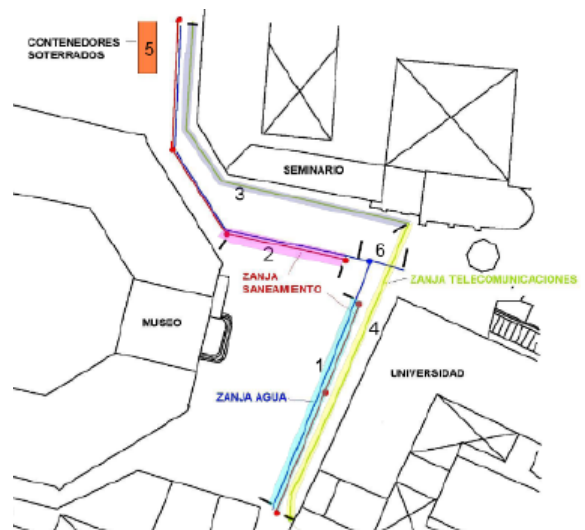 CONTENEDORES
SOTERRADOS
5
SEMINARIO
3
6
2
ZANJA
SANEAMIENTO
ZANJA TELECOMUNICACIONES
MUSEO
4
1
UNIVERSIDAD
ZANJA AGUA